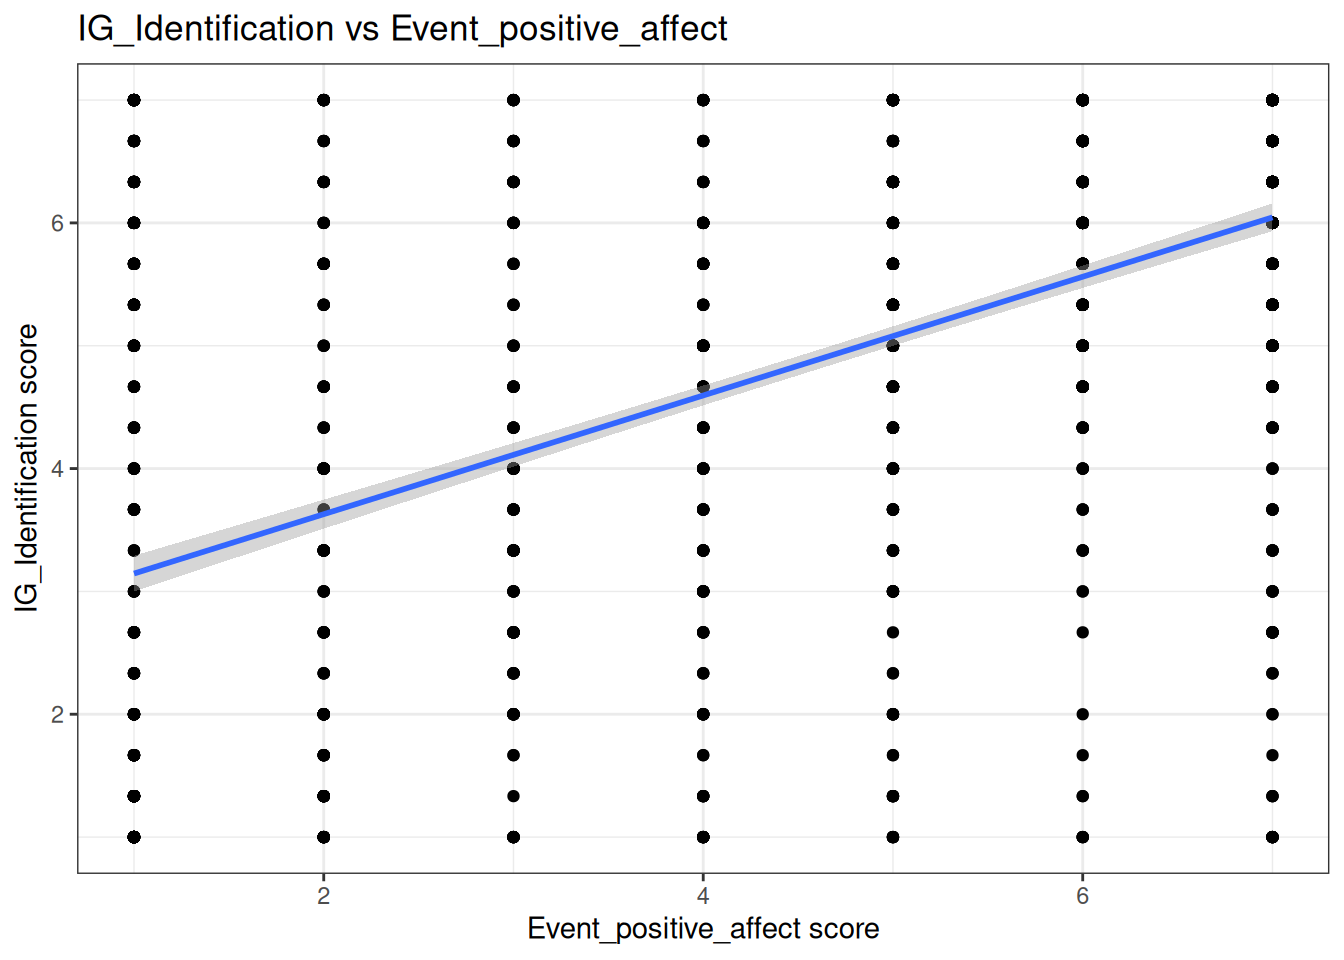 IG_Identification vs Event_positive_affect
IG_Identification score
6
4
2
2
4
6
Event_positive_affect score